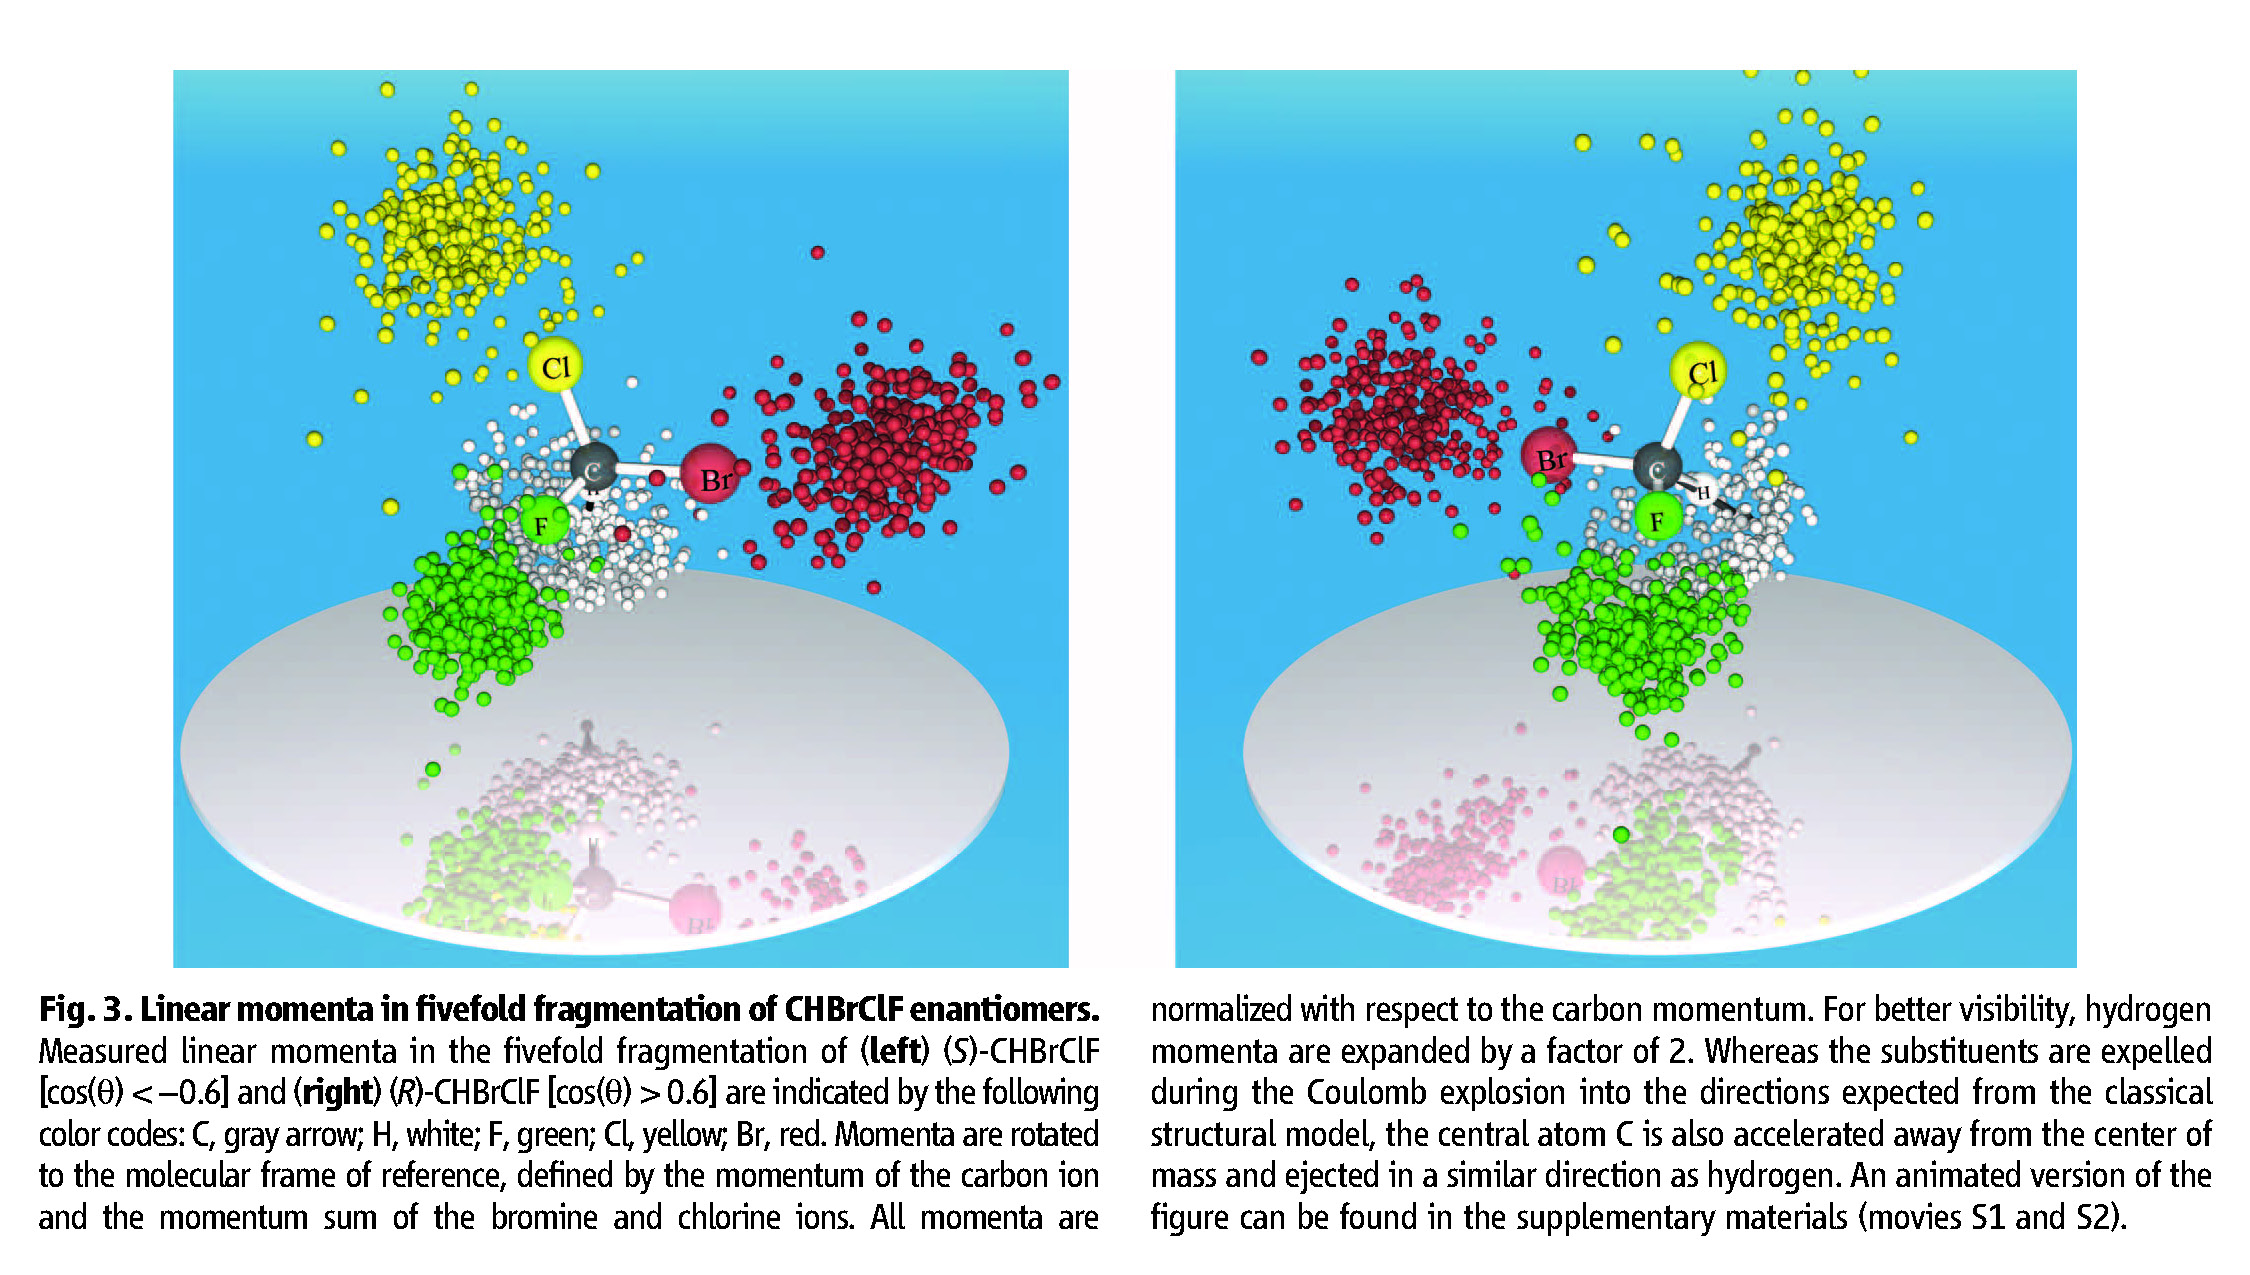 Cl
C
H
Br
F
H
Br
Cl
Br
C
H
F
Br
Fig. 3. Linear momenta in fivefold fragmentation of CHBrClF enantiomers.
Measured linear momenta in the fivefold fragmentation of (left) (S)-CHBrClF
[cos(θ) < −0.6] and (right) (R)-CHBrClF [cos(θ) > 0.6] are indicated by the following
color codes: C, gray arrow; H, white; F, green; Cl, yellow; Br, red. Momenta are rotated
to the molecular frame of reference, defined by the momentum of the carbon ion
and the momentum sum of the bromine and chlorine ions. All momenta are
normalized with respect to the carbon momentum. For better visibility, hydrogen
momenta are expanded by a factor of 2. Whereas the substituents are expelled
during the Coulomb explosion into the directions expected from the classical
structural model, the central atom C is also accelerated away from the center of
mass and ejected in a similar direction as hydrogen. An animated version of the
figure can be found in the supplementary materials (movies S1 and S2).